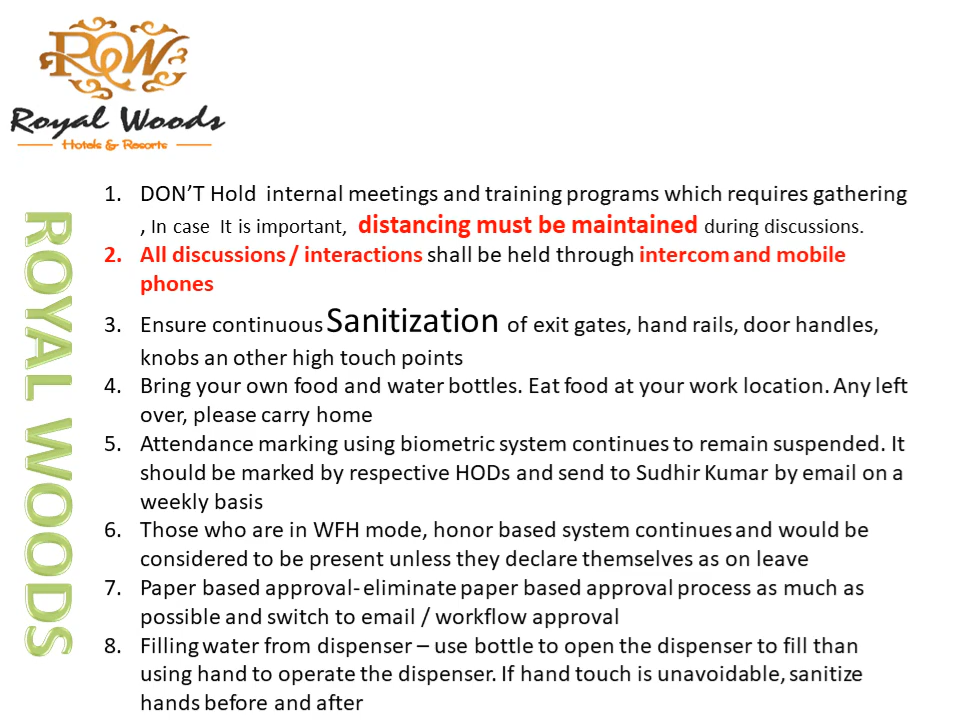 RW
Royal Woods
Hotels & Resorts
ROYAL WOODS
1. DON'T Hold internal meetings and training programs which requires gathering
, In case It is important, distancing must be maintained during discussions.
2. All discussions / interactions shall be held through intercom and mobile
phones
3. Ensure continuous Sanitization of exit gates, hand rails, door handles,
knobs an other high touch points
4. Bring your own food and water bottles. Eat food at your work location. Any left
over, please carry home
5. Attendance marking using biometric system continues to remain suspended. It
should be marked by respective HODs and send to Sudhir Kumar by email on a
weekly basis
6. Those who are in WFH mode, honor based system continues and would be
considered to be present unless they declare themselves as on leave
7. Paper based approval- eliminate paper based approval process as much as
possible and switch to email / workflow approval
8. Filling water from dispenser – use bottle to open the dispenser to fill than
using hand to operate the dispenser. If hand touch is unavoidable, sanitize
hands before and after